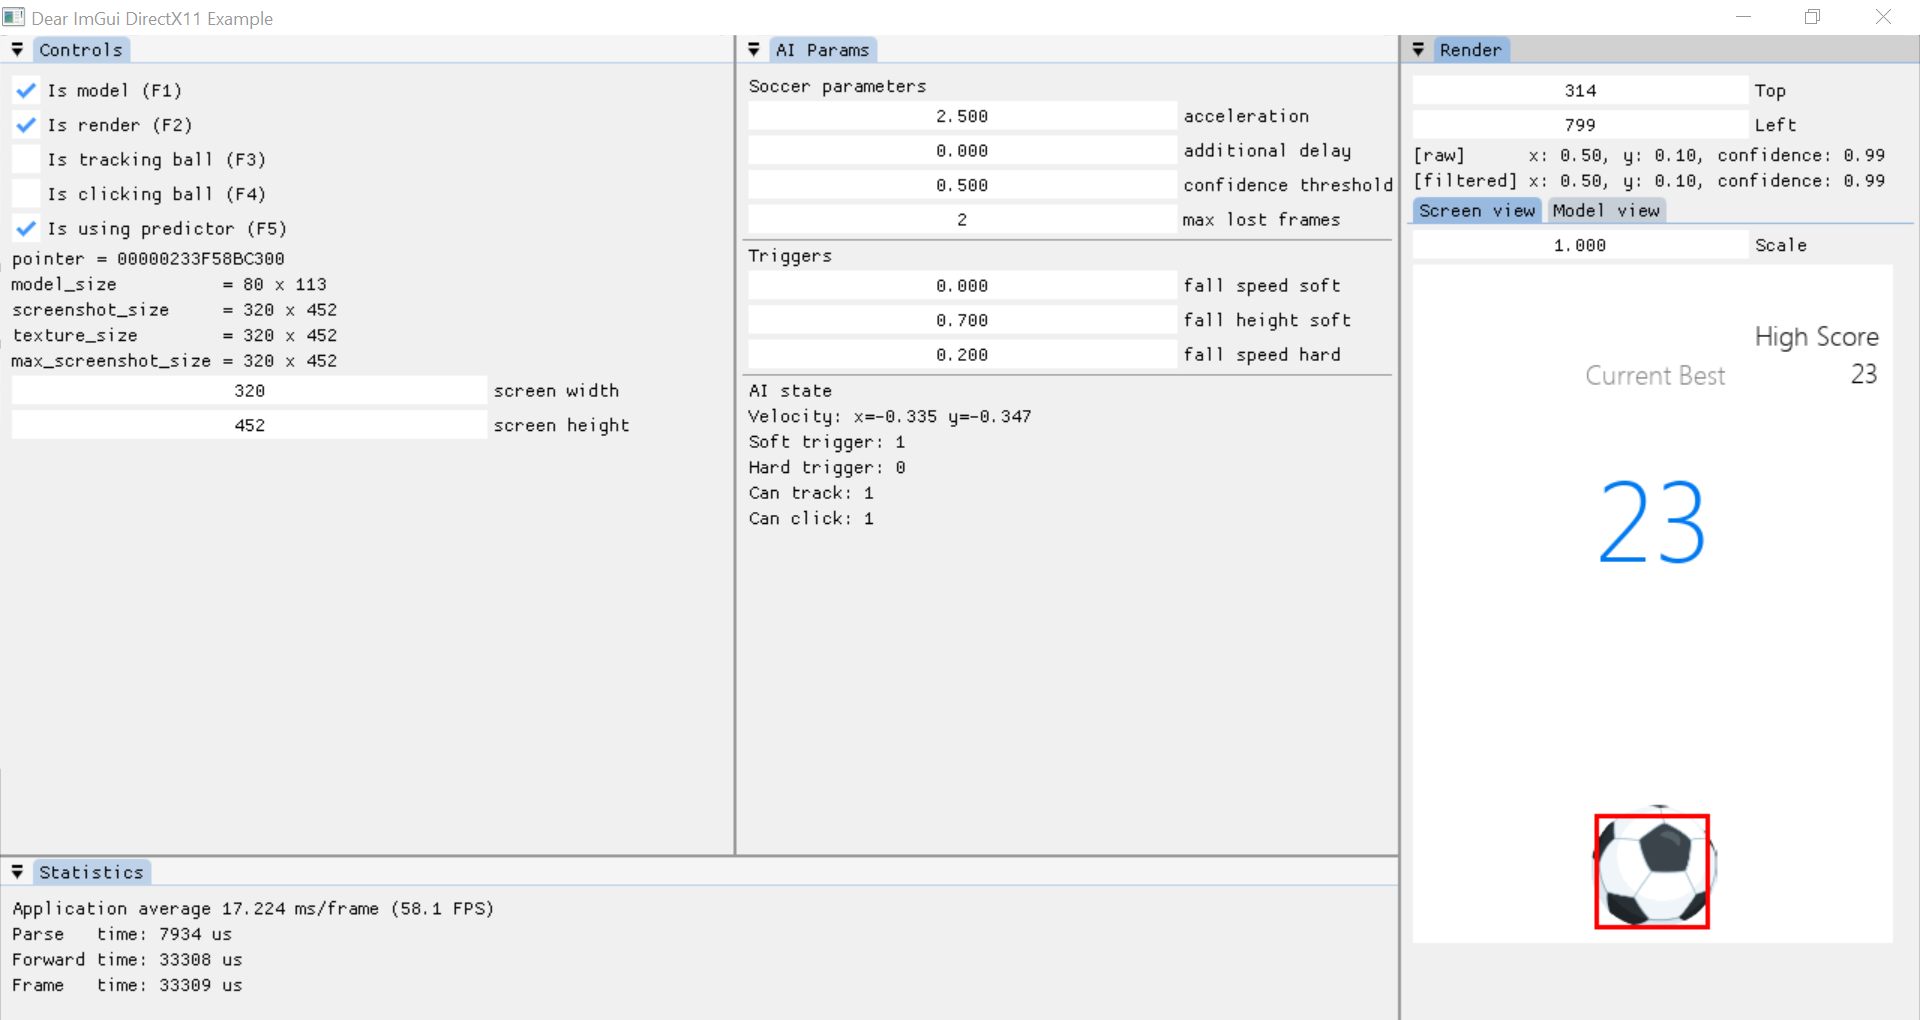 Dear ImGui DirectX11 Example
Controls
Is model (F1)
Is render (F2)
Is tracking ball (F3)
Is clicking ball (F4)
Is using predictor (F5)
pointer = 00000233F58BC300
model_size = 80 x 113
screenshot_size = 320 x 452
texture_size = 320 x 452
max_screenshot_size = 320 x 452
320 screen width
452 screen height
AI Params
Soccer parameters
2.500 acceleration
0.000 additional delay
0.500 confidence threshold
2 max lost frames
Triggers
0.000 fall speed soft
0.700 fall height soft
0.200 fall speed hard
AI state
Velocity: x=-0.335 y=-0.347
Soft trigger: 1
Hard trigger: 0
Can track: 1
Can click: 1
Render
314 Top
799 Left
[raw] x: 0.50, y: 0.10, confidence: 0.99
[filtered] x: 0.50, y: 0.10, confidence: 0.99
Screen view Model view
1.000 Scale
High Score
Current Best 23
23
Statistics
Application average 17.224 ms/frame (58.1 FPS)
Parse time: 7934 us
Forward time: 33308 us
Frame time: 33309 us